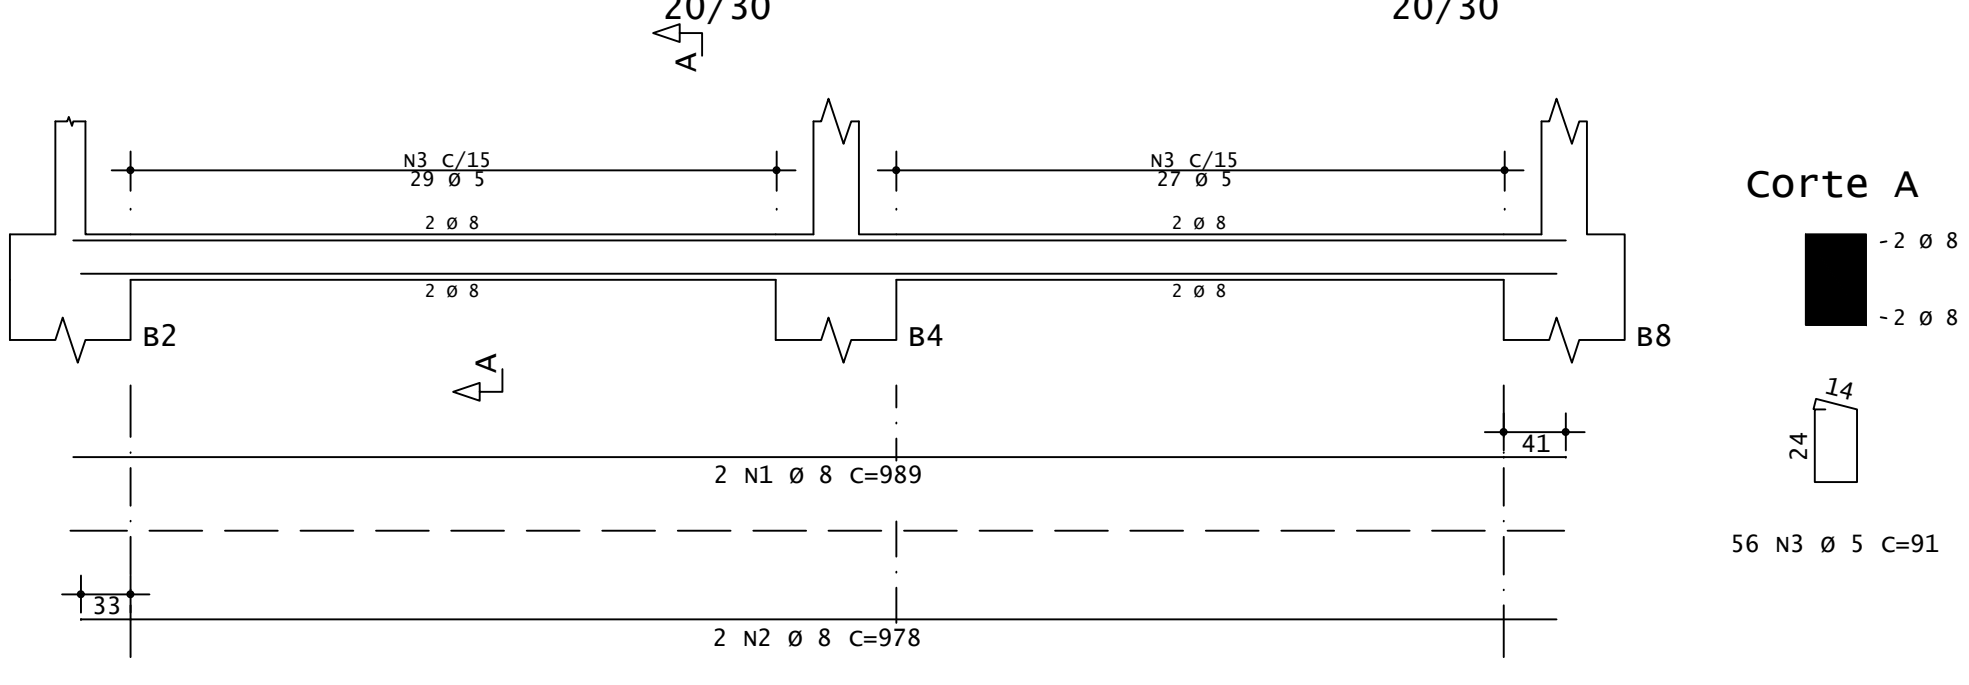 20/30
20/30
A
N3 C/15
29 Ø 5
N3 C/15
27 Ø 5
Corte A
2 Ø 8
2 Ø 8
-2 Ø 8
2 Ø 8
2 Ø 8
-2 Ø 8
B2
B4
B8
A
14
24
41
2 N1 Ø 8 C=989
56 N3 Ø 5 C=91
33
2 N2 Ø 8 C=978